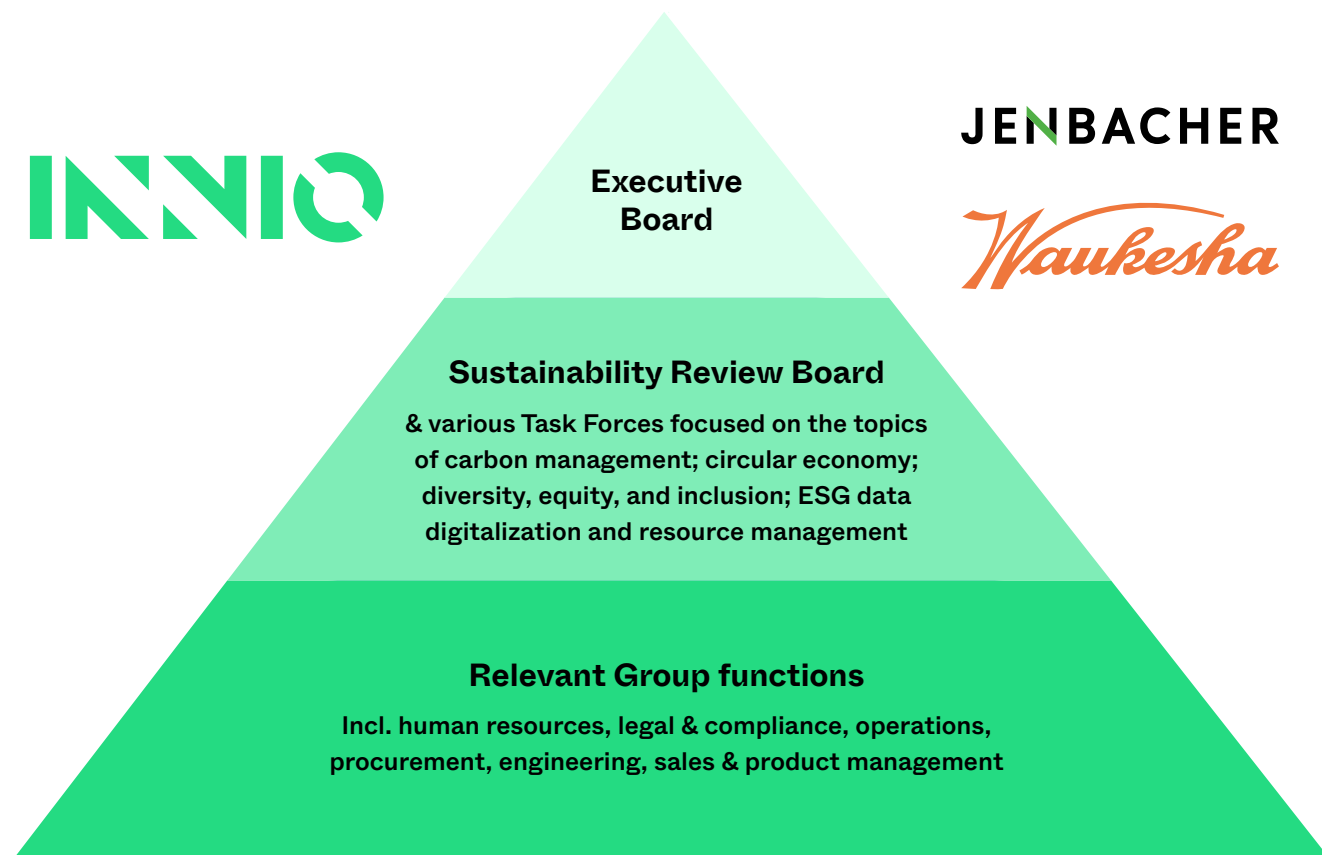 INNIO
JENBACHER
Waukesha
Executive
Board
Sustainability Review Board
& various Task Forces focused on the topics
of carbon management; circular economy;
diversity, equity, and inclusion; ESG data
digitalization and resource management
Relevant Group functions
Incl. human resources, legal & compliance, operations,
procurement, engineering, sales & product management